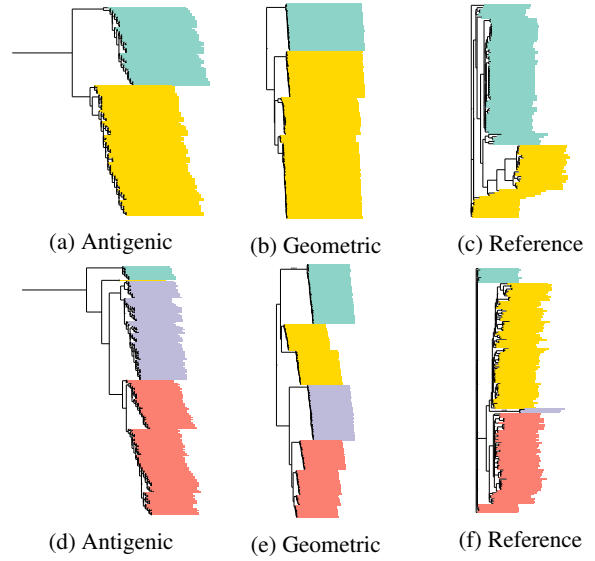 (a) Antigenic
(b) Geometric
(c) Reference
(d) Antigenic
(e) Geometric
(f) Reference